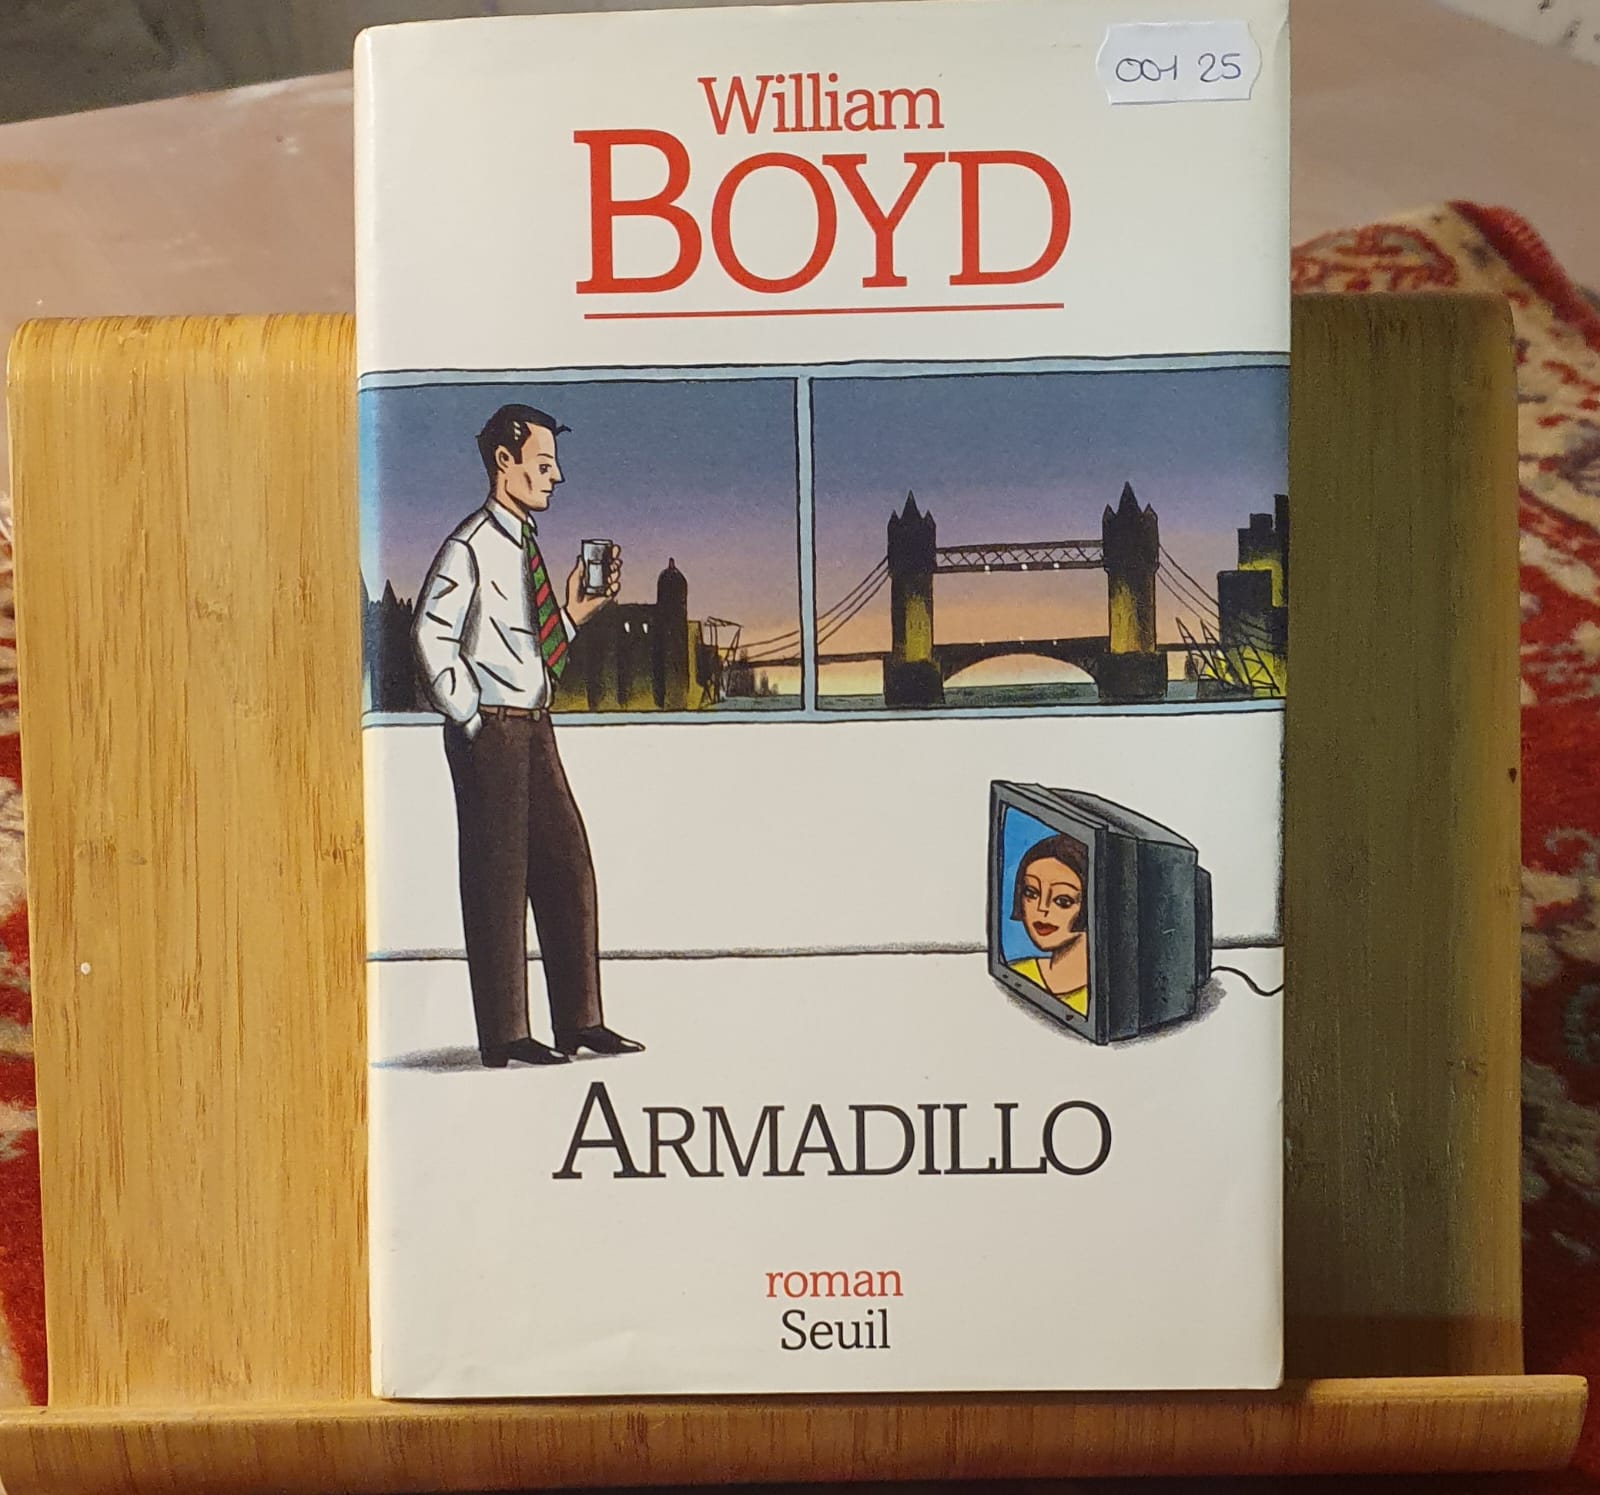 001 25
William
BOYD
ARMADILLO
roman
Seuil